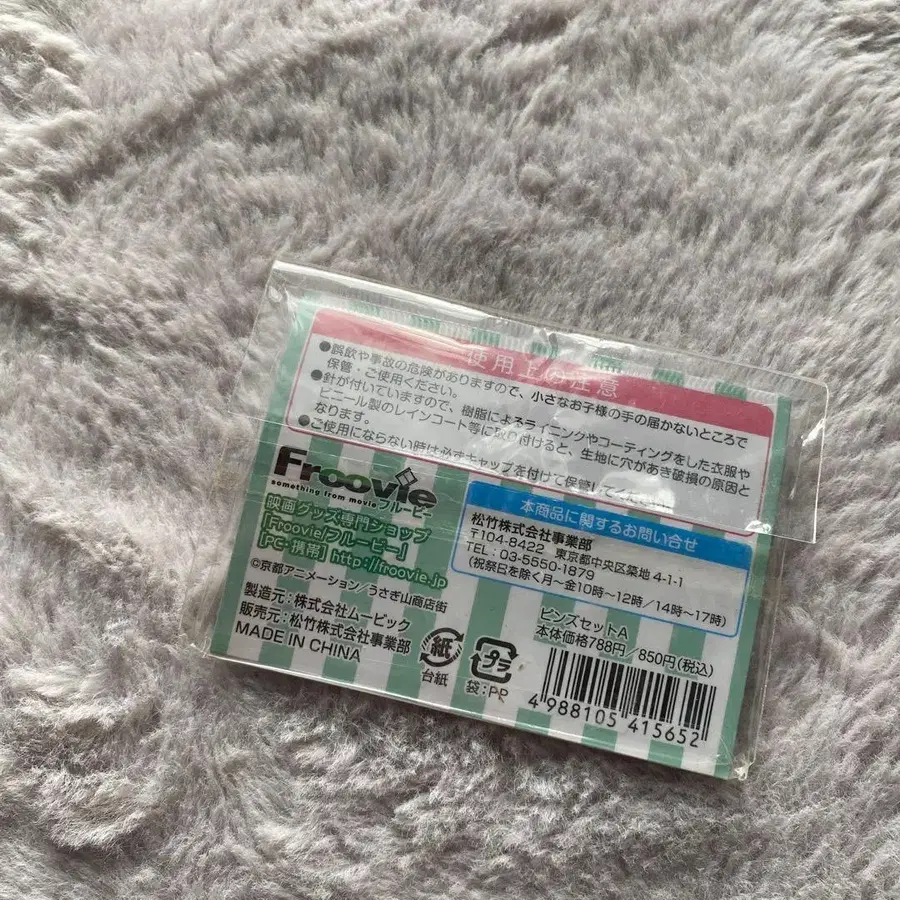 使用上の注意
●誤飲や事故の危険がありますので、小さなお子様の手の届かないところで
保管・ご使用ください。
●針が付いていますので、樹脂によるライニングやコーティングをした衣服や
ビニール製のレインコート等に取り付けると、生地に穴があき破損の原因と
なります。
●ご使用にならない時は必ずキャップを付けて保管してください。
Froovie
something from movie フルービー
映画グッズ専門ショップ
「Froovie/フルービー」
[PC・携帯] http://froovie.jp
©京都アニメーション/うさぎ山商店街
製造元:株式会社ムービック
販売元:松竹株式会社事業部
MADE IN CHINA
紙
台紙
プラ
袋:PP
本商品に関するお問い合せ
松竹株式会社事業部
〒104-8422 東京都中央区築地4-1-1
TEL:03-5550-1879
(祝祭日を除く月〜金10時〜12時/14時〜17時)
ピンズセットA
本体価格788円/850円(税込)
4988105415652